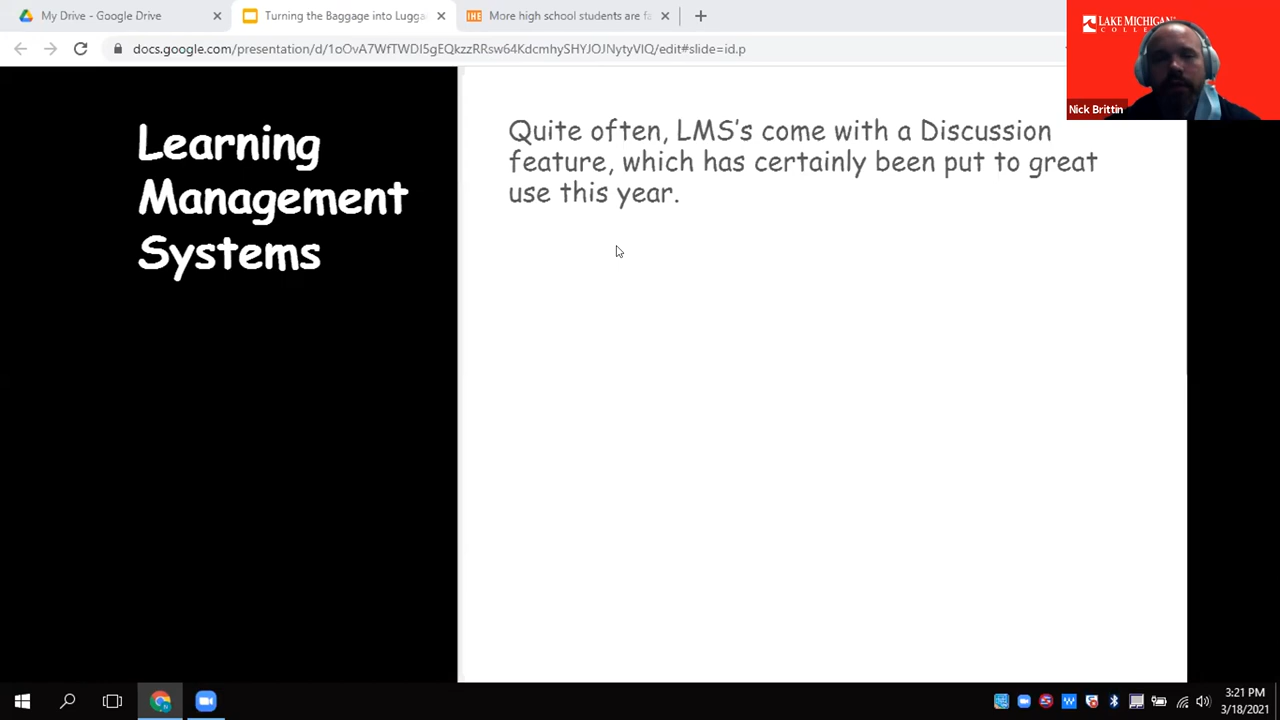 My Drive - Google Drive
Turning the Baggage into Lugga
More high school students are fa
docs.google.com/presentation/d/1oOvA7WfTWDI5gEQkzzRRsw64KdcmhySHYJOJNytyVIQ/edit#slide=id.p
LAKE MICHIGAN
COLLEGE
Nick Brittin
Learning
Management
Systems
Quite often, LMS's come with a Discussion
feature, which has certainly been put to great
use this year.
3:21 PM
3/18/2021